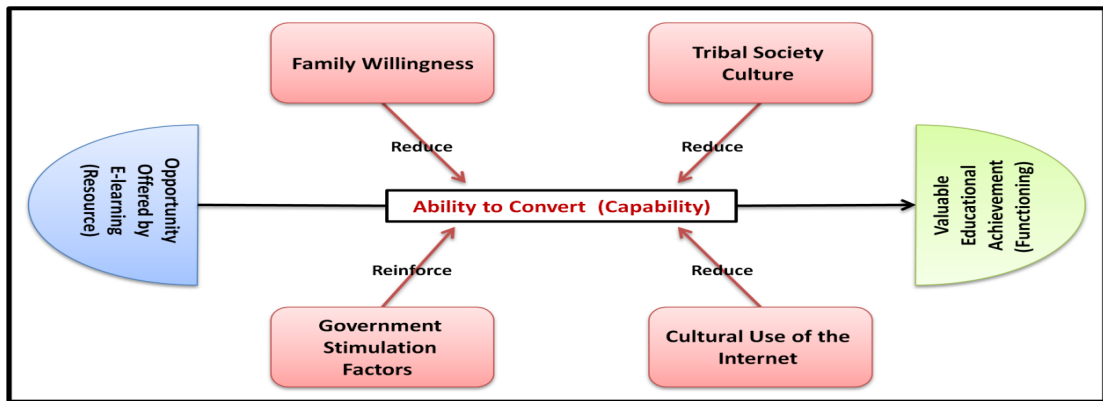 Family Willingness
Tribal Society
Culture
Reduce
Reduce
Opportunity
Offered by
E-learning
(Resource)
Ability to Convert (Capability)
Valuable
Educational
Achievement
(Functioning)
Reinforce
Reduce
Government
Stimulation
Factors
Cultural Use of the
Internet